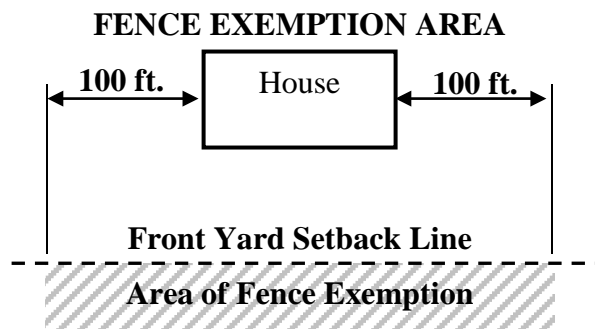 FENCE EXEMPTION AREA
100 ft. House 100 ft.
Front Yard Setback Line
Area of Fence Exemption